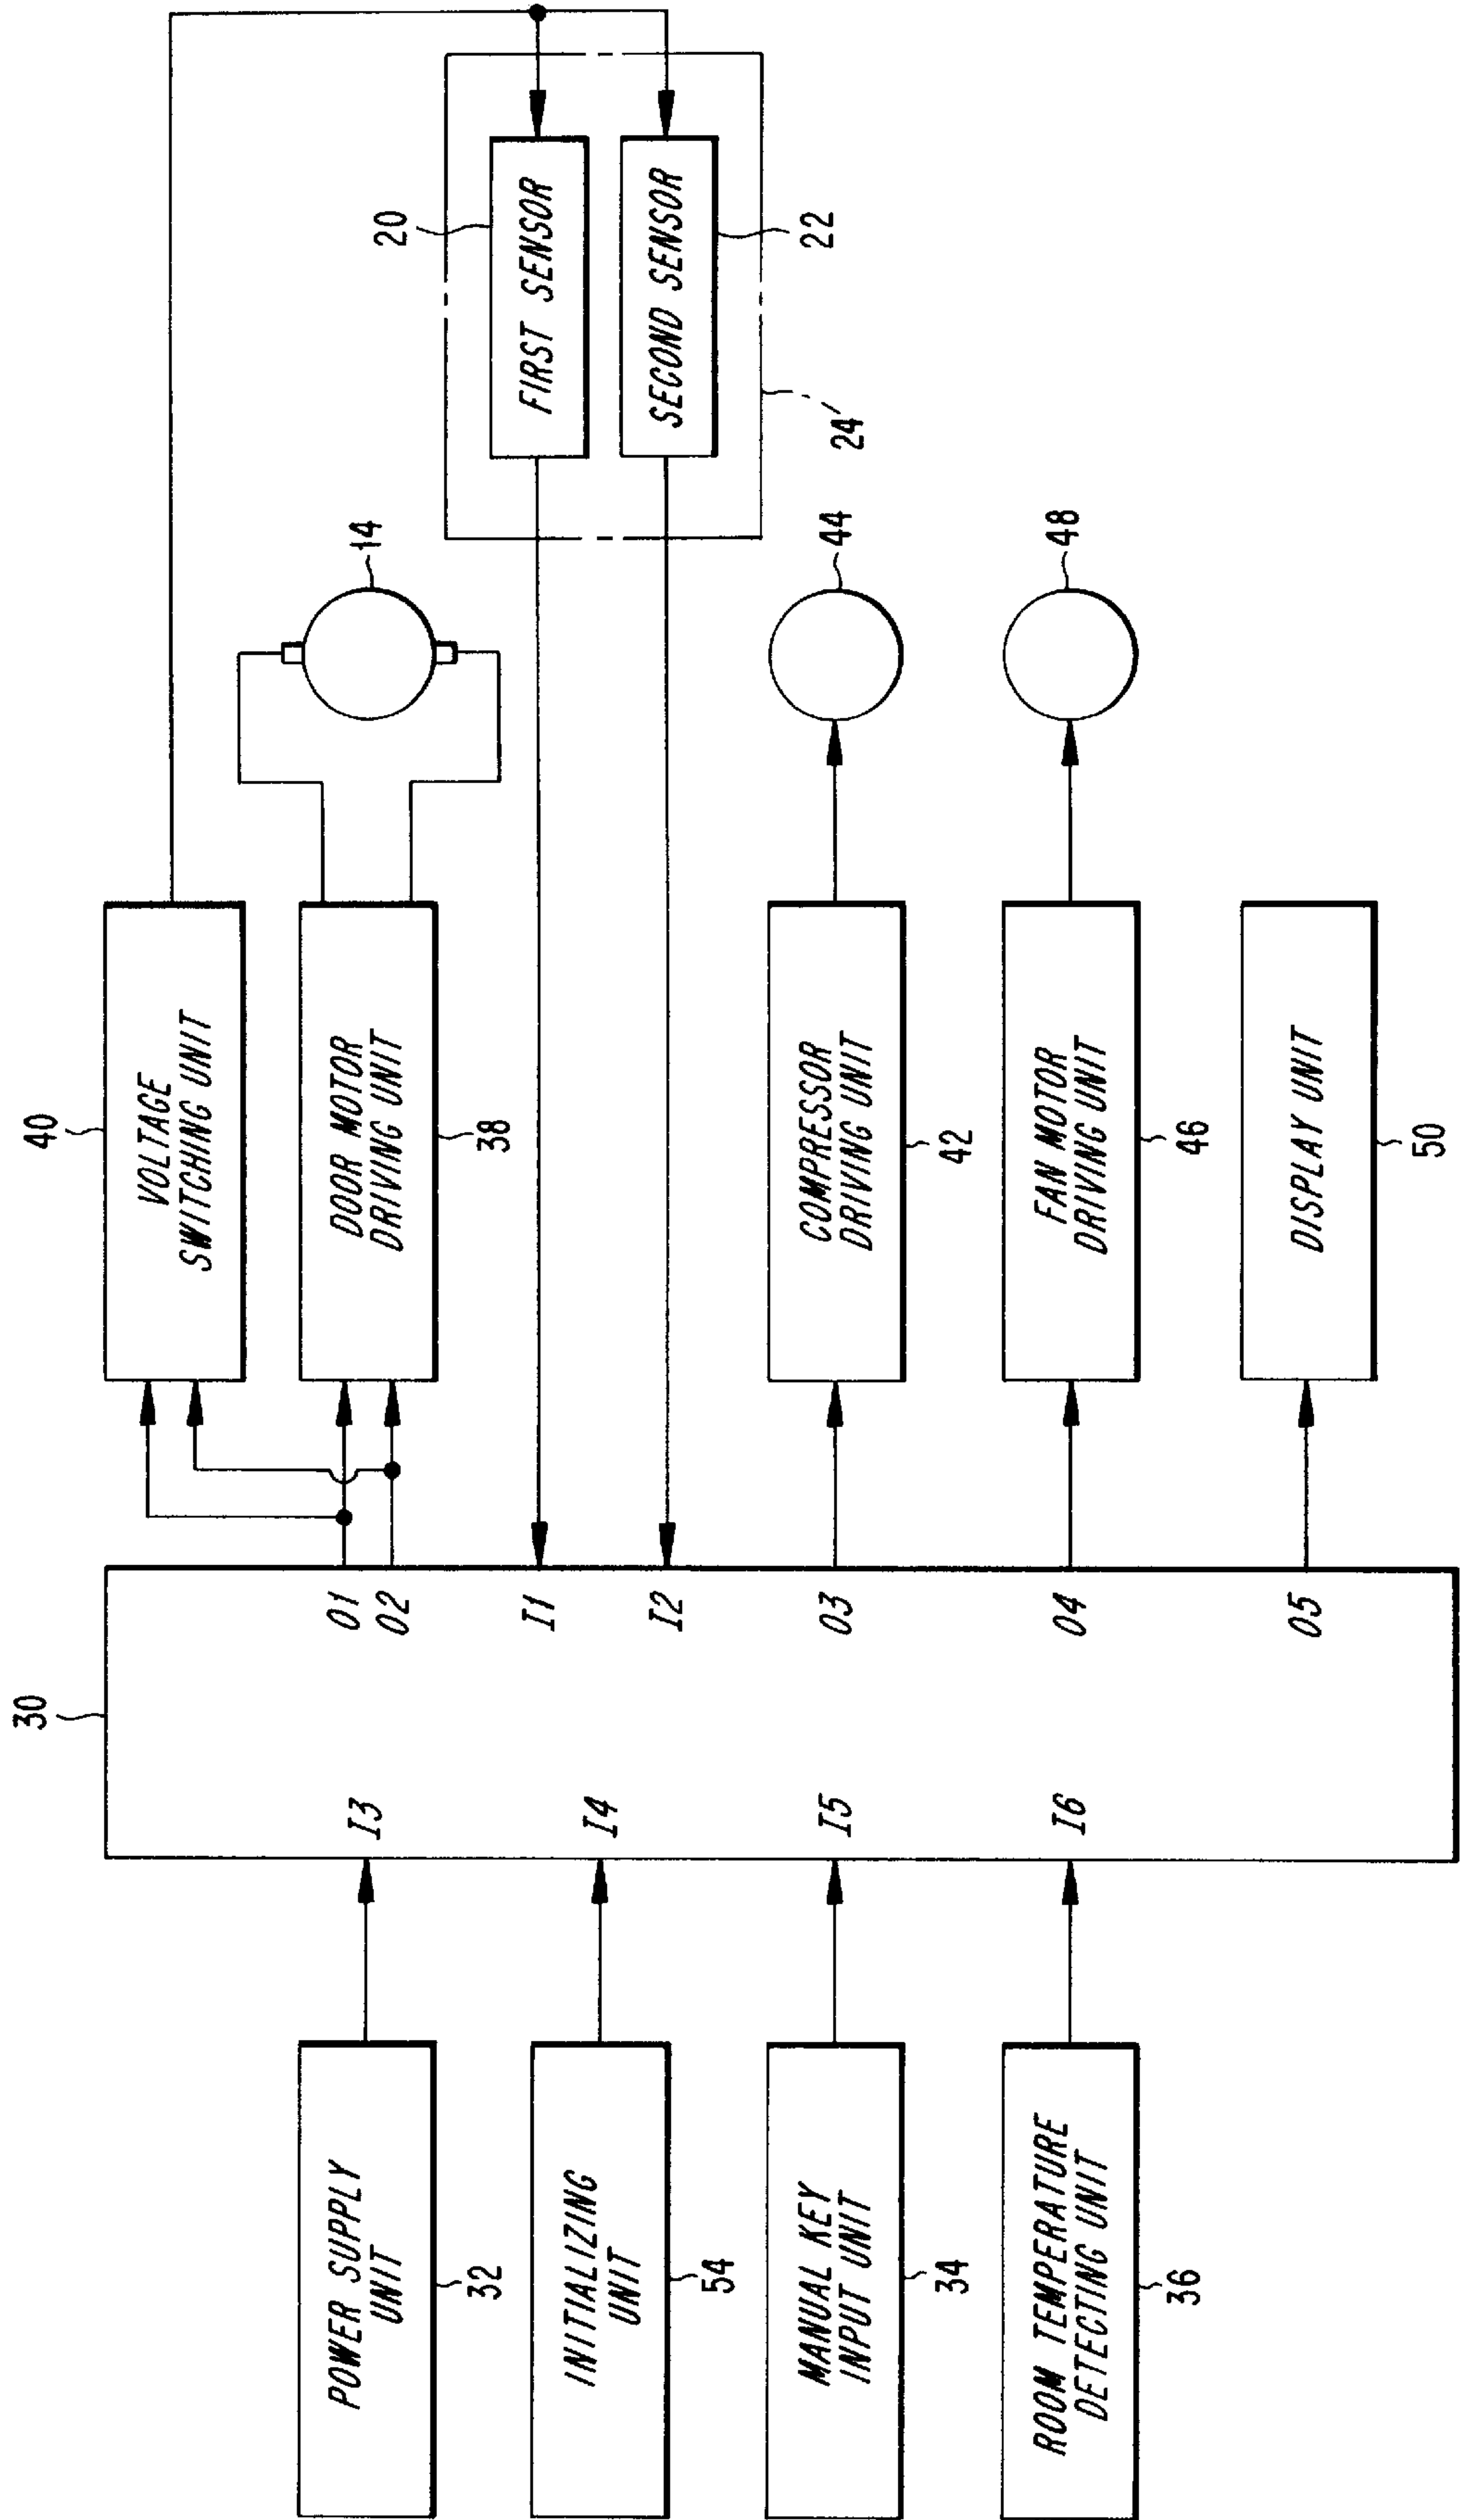 POWER SUPPLY
UNIT
32
INITIALIZING
UNIT
54
MANUAL KEY
INPUT UNIT
34
ROOM TEMPERATURE
DETECTING UNIT
36
30
I3
I4
I5
I6
O1
O2
I1
I2
O3
O4
O5
40
VOLTAGE
SWITCHING UNIT
DOOR MOTOR
DRIVING UNIT
38
COMPRESSOR
DRIVING UNIT
42
FAN MOTOR
DRIVING UNIT
46
DISPLAY UNIT
50
14
44
48
20
FIRST SENSOR
SECOND SENSOR
22
24'